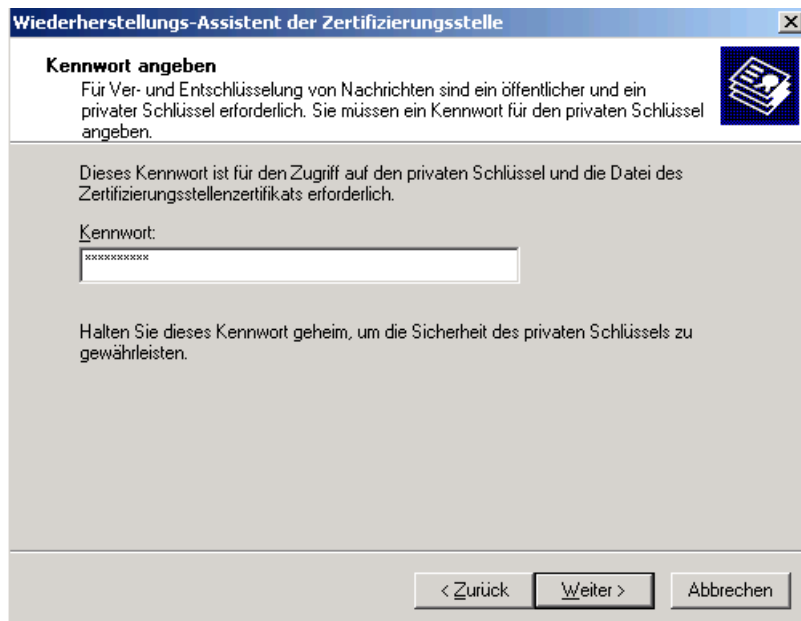 Wiederherstellungs-Assistent der Zertifizierungsstelle
Kennwort angeben
Für Ver- und Entschlüsselung von Nachrichten sind ein öffentlicher und ein
privater Schlüssel erforderlich. Sie müssen ein Kennwort für den privaten Schlüssel
angeben.
Dieses Kennwort ist für den Zugriff auf den privaten Schlüssel und die Datei des
Zertifizierungsstellenzertifikats erforderlich.
Kennwort:
xxxxxxxxxx
Halten Sie dieses Kennwort geheim, um die Sicherheit des privaten Schlüssels zu
gewährleisten.
< Zurück Weiter > Abbrechen